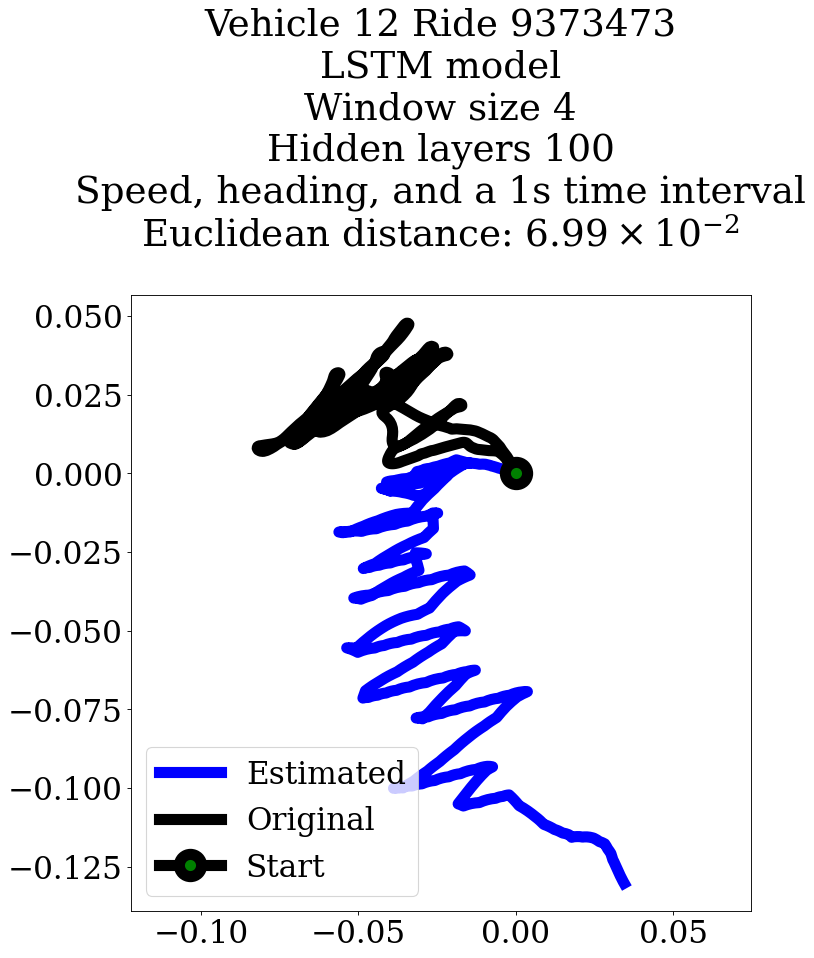 Vehicle 12 Ride 9373473
LSTM model
Window size 4
Hidden layers 100
Speed, heading, and a 1s time interval
Euclidean distance: 6.99 × 10⁻²
0.050
0.025
0.000
−0.025
−0.050
−0.075
−0.100
−0.125
Estimated
Original
Start
−0.10
−0.05
0.00
0.05